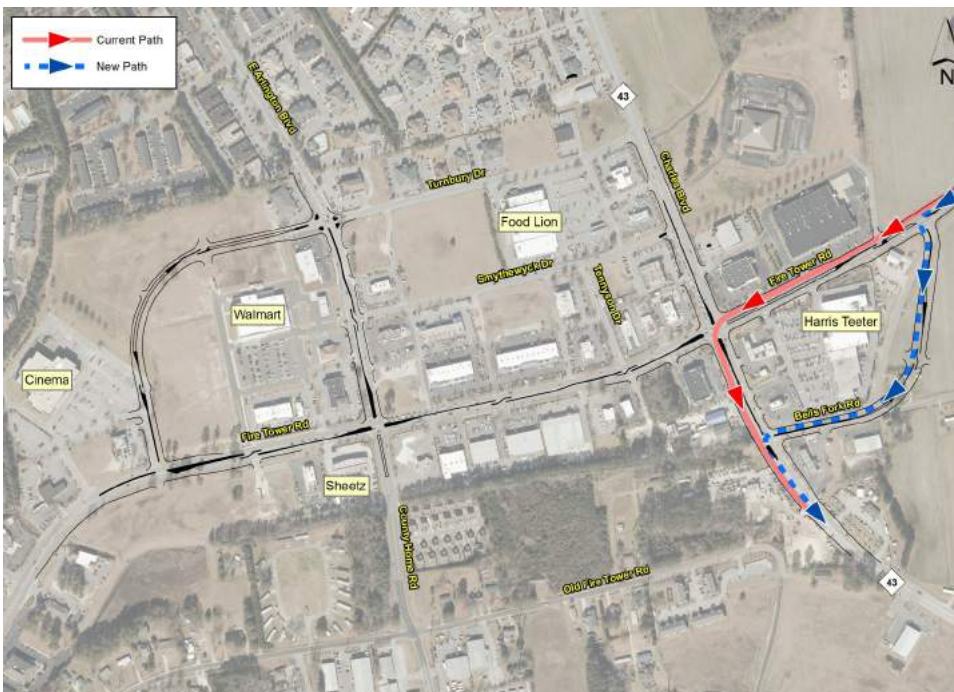 Current Path
New Path
N
E Arlington Blvd
43
Charles Blvd
Turnbury Dr
Food Lion
Smythewyck Dr
Tennyson Dr
Fire Tower Rd
Walmart
Harris Teeter
Cinema
Bells Fork Rd
Fire Tower Rd
Sheetz
County Home Rd
Old Fire Tower Rd
43